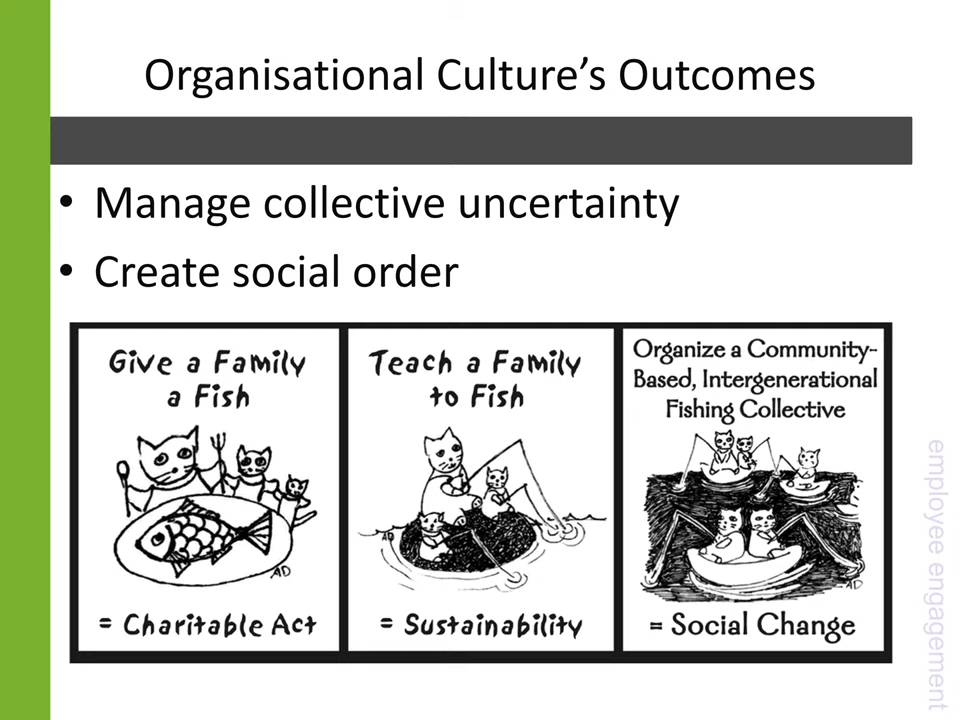 Organisational Culture’s Outcomes
• Manage collective uncertainty
• Create social order
Give a Family
a Fish
AD
= Charitable Act
Teach a Family
to Fish
AD
= Sustainability
Organize a Community-
Based, Intergenerational
Fishing Collective
AD
= Social Change
employee engagement